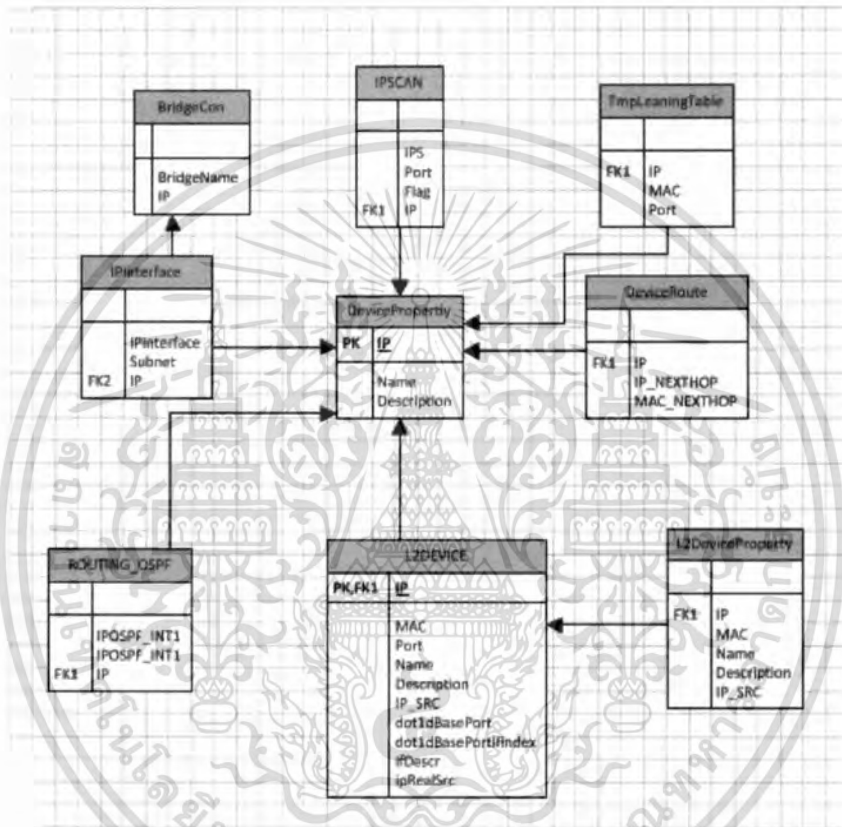 IPSCAN
IPS
Port
Flag
FK1 IP
BridgeCon
BridgeName
IP
TmpLeaningTable
FK1 IP
MAC
Port
IPinterface
IPinterface
Subnet
FK2 IP
DevicePropertly
PK IP
Name
Description
DeviceRoute
FK1 IP
IP_NEXTHOP
MAC_NEXTHOP
ROUTING_OSPF
IPOSPF_INT1
IPOSPF_INT1
FK1 IP
L2DEVICE
PK,FK1 IP
MAC
Port
Name
Description
IP_SRC
dot1dBasePort
dot1dBasePortIfIndex
ifDescr
ipRealSrc
L2DeviceProperty
FK1 IP
MAC
Name
Description
IP_SRC